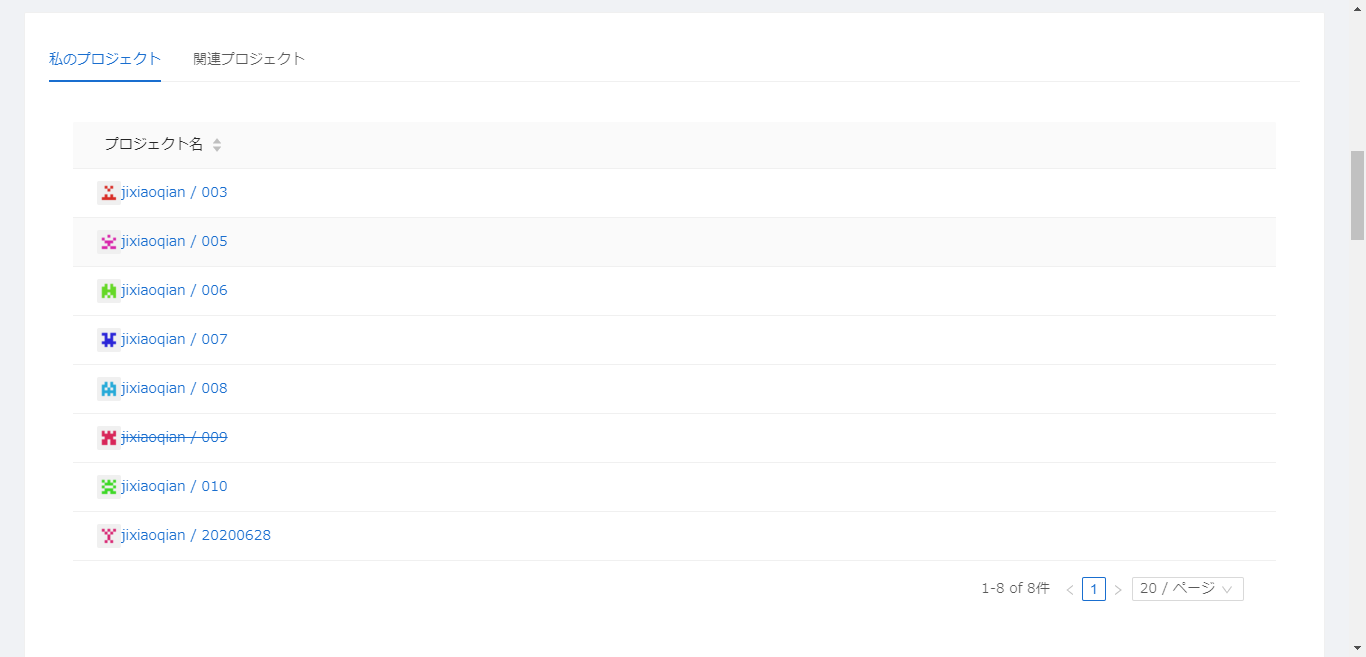 私のプロジェクト 関連プロジェクト
プロジェクト名
jixiaoqian / 003
jixiaoqian / 005
jixiaoqian / 006
jixiaoqian / 007
jixiaoqian / 008
jixiaoqian / 009
jixiaoqian / 010
jixiaoqian / 20200628
1-8 of 8件 < 1 > 20 / ページ